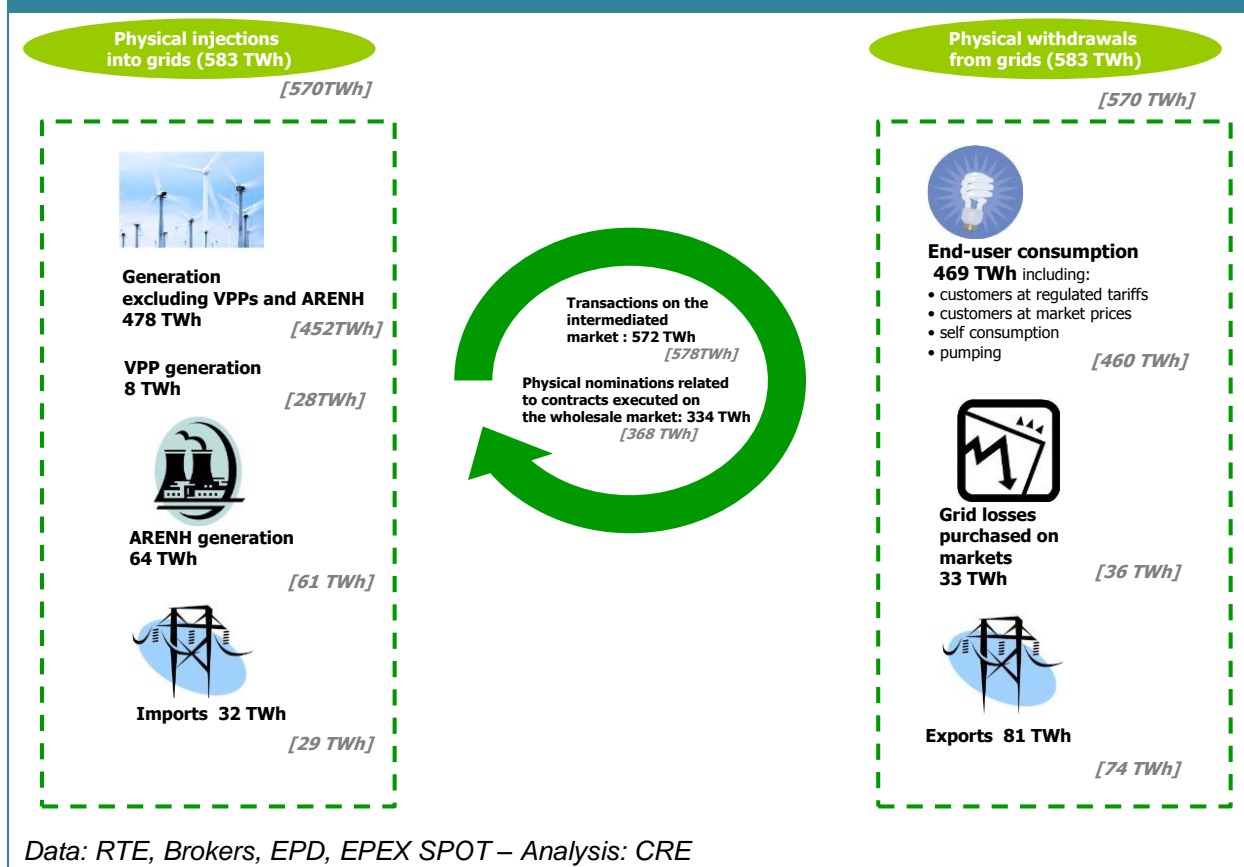 Physical injections
into grids (583 TWh)
[570TWh]
Generation
excluding VPPs and ARENH
478 TWh
[452TWh]
VPP generation
8 TWh
[28TWh]
ARENH generation
64 TWh
[61 TWh]
Imports 32 TWh
[29 TWh]
Transactions on the
intermediated
market : 572 TWh
[578TWh]
Physical nominations related
to contracts executed on
the wholesale market: 334 TWh
[368 TWh]
Physical withdrawals
from grids (583 TWh)
[570 TWh]
End-user consumption
469 TWh including:
• customers at regulated tariffs
• customers at market prices
• self consumption
• pumping
[460 TWh]
Grid losses
purchased on
markets
33 TWh
[36 TWh]
Exports 81 TWh
[74 TWh]
Data: RTE, Brokers, EPD, EPEX SPOT – Analysis: CRE